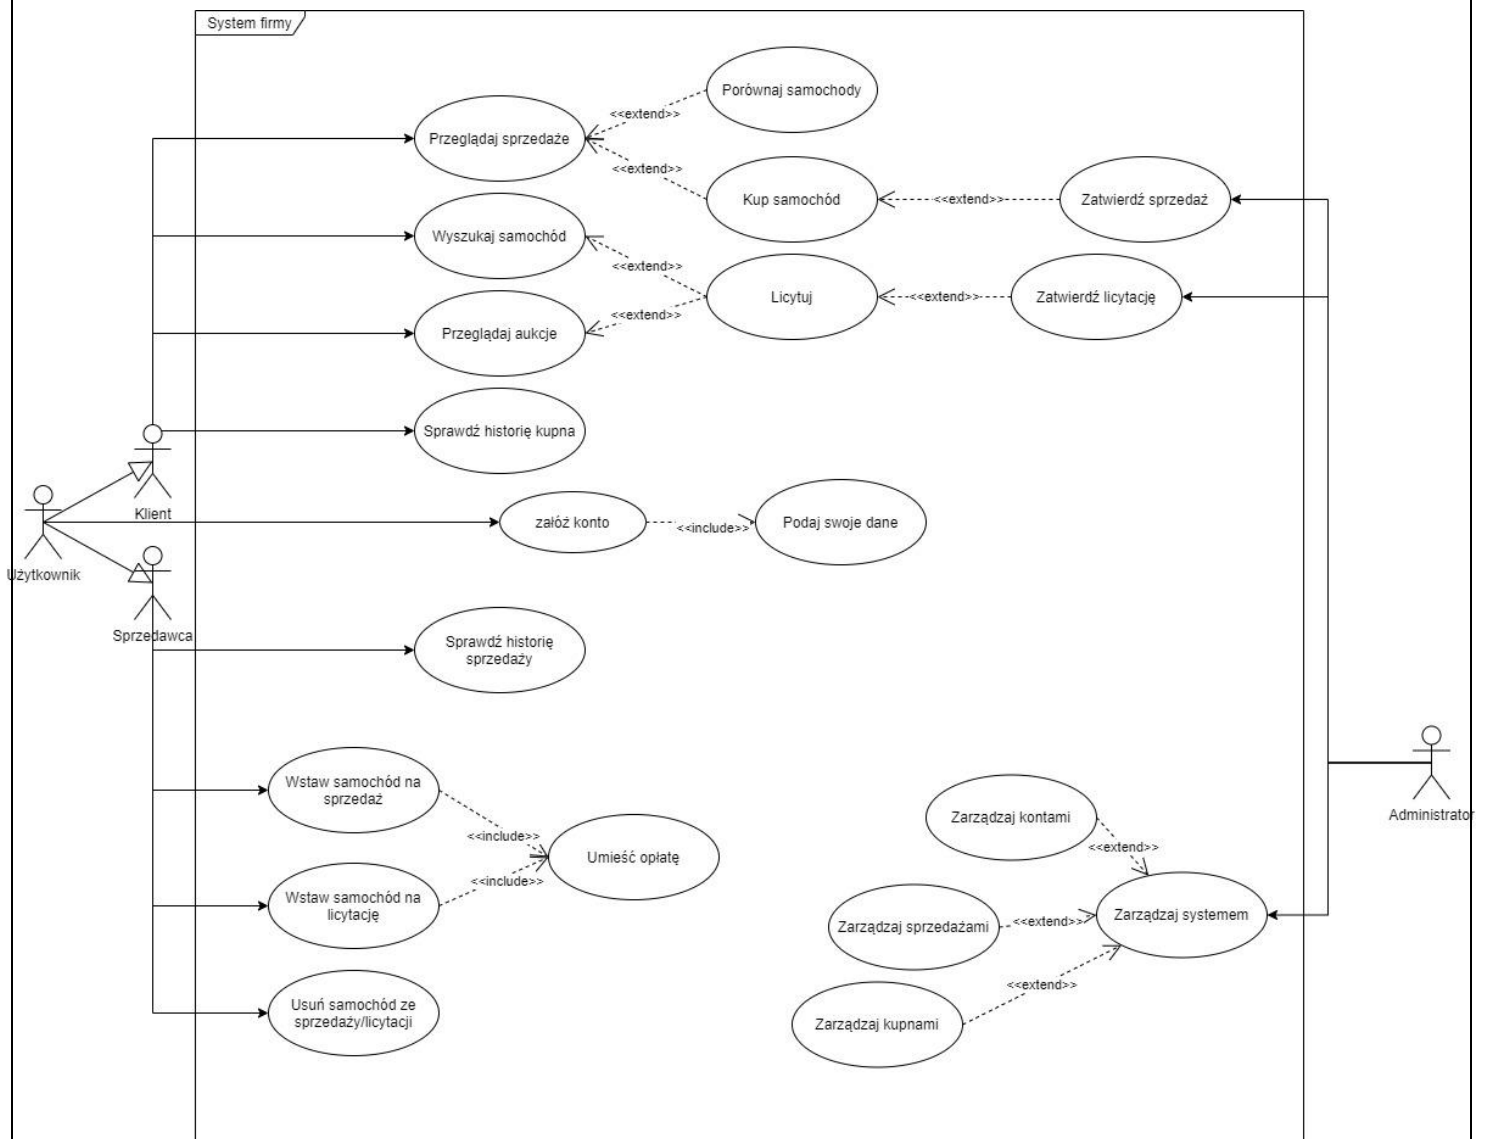 System firmy
Porównaj samochody
<<extend>>
Przeglądaj sprzedaże
<<extend>>
Kup samochód
<<extend>>
Zatwierdź sprzedaż
Wyszukaj samochód
<<extend>>
Licytuj
<<extend>>
Zatwierdź licytację
<<extend>>
Przeglądaj aukcje
Sprawdź historię kupna
Klient
załóż konto
<<include>>
Podaj swoje dane
Użytkownik
Sprzedawca
Sprawdź historię
sprzedaży
Wstaw samochód na
sprzedaż
<<include>>
Umieść opłatę
<<include>>
Wstaw samochód na
licytację
Usuń samochód ze
sprzedaży/licytacji
Administrator
Zarządzaj kontami
<<extend>>
Zarządzaj systemem
Zarządzaj sprzedażami
<<extend>>
<<extend>>
Zarządzaj kupnami